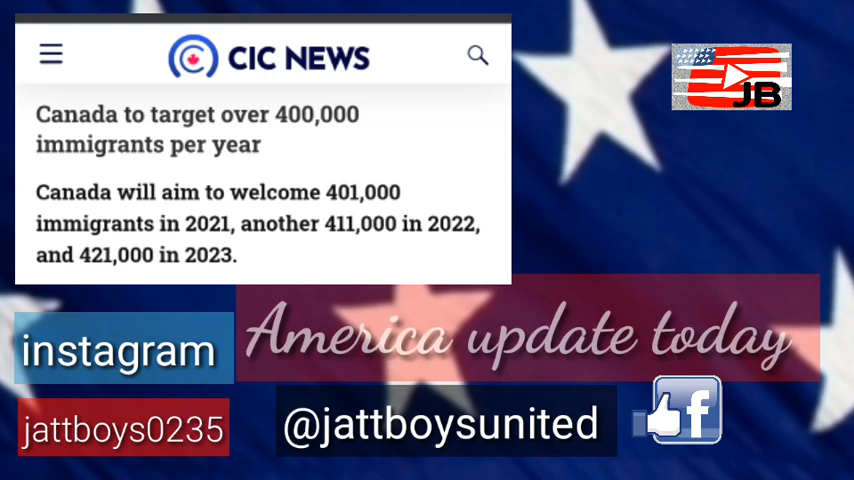 CIC NEWS
Canada to target over 400,000
immigrants per year
Canada will aim to welcome 401,000
immigrants in 2021, another 411,000 in 2022,
and 421,000 in 2023.
JB
America update today
instagram
jattboys0235
@jattboysunited
f